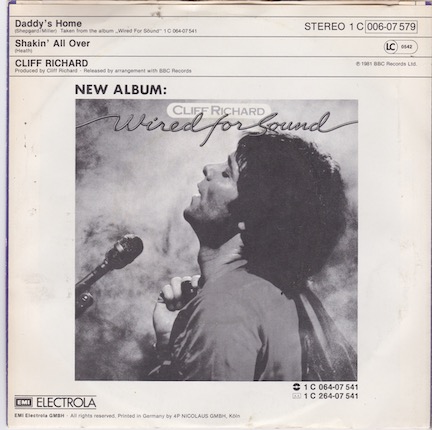 Daddy's Home
(Sheppard/Miller) Taken from the album „Wired For Sound" 1 C 064-07 541
STEREO 1 C 006-07 579
Shakin' All Over
(Heath)
LC 0542
CLIFF RICHARD
Produced by Cliff Richard · Released by arrangement with BBC Records
℗ 1981 BBC Records Ltd.
NEW ALBUM:
CLIFF RICHARD
Wired for Sound
1 C 064-07 541
1 C 264-07 541
EMI ELECTROLA
EMI Electrola GMBH · All rights reserved, Printed in Germany by 4P NICOLAUS GMBH, Köln